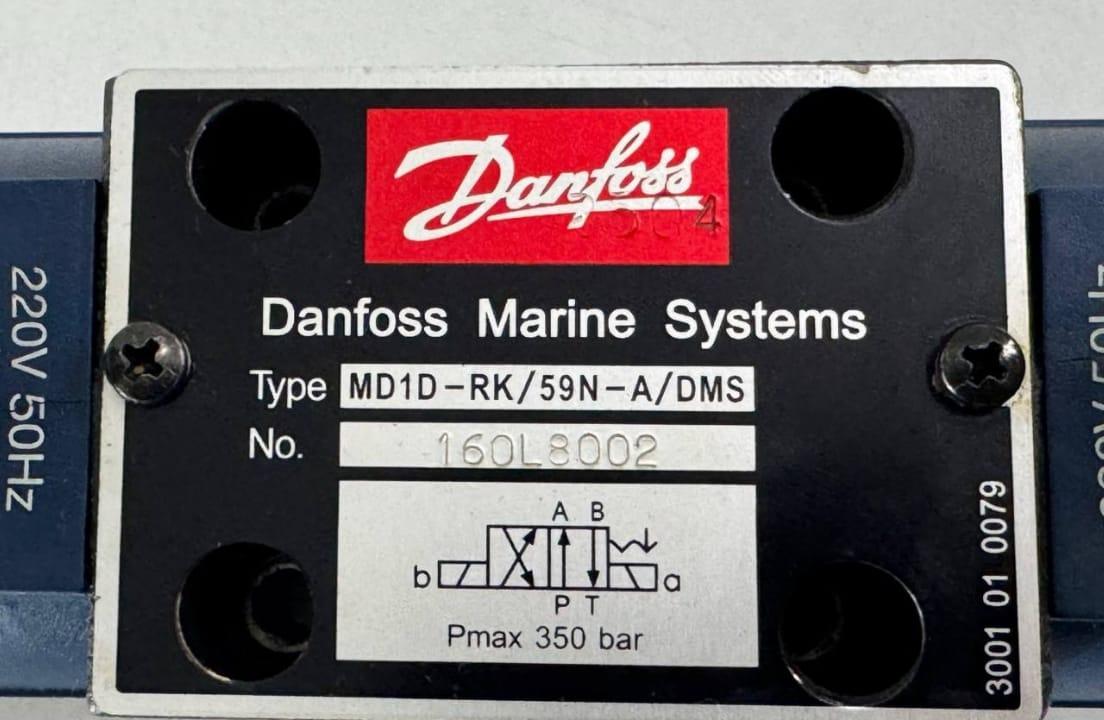 Danfoss
Danfoss Marine Systems
Type MD1D-RK/59N-A/DMS
No. 160L8002
A B
b a
P T
Pmax 350 bar
3001 01 0079
220V 50Hz